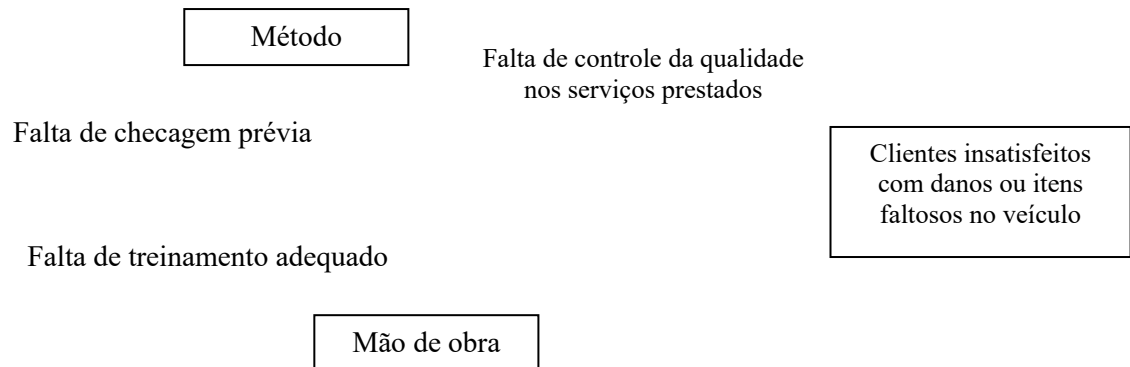 Método
Falta de controle da qualidade
nos serviços prestados
Falta de checagem prévia
Clientes insatisfeitos
com danos ou itens
faltosos no veículo
Falta de treinamento adequado
Mão de obra